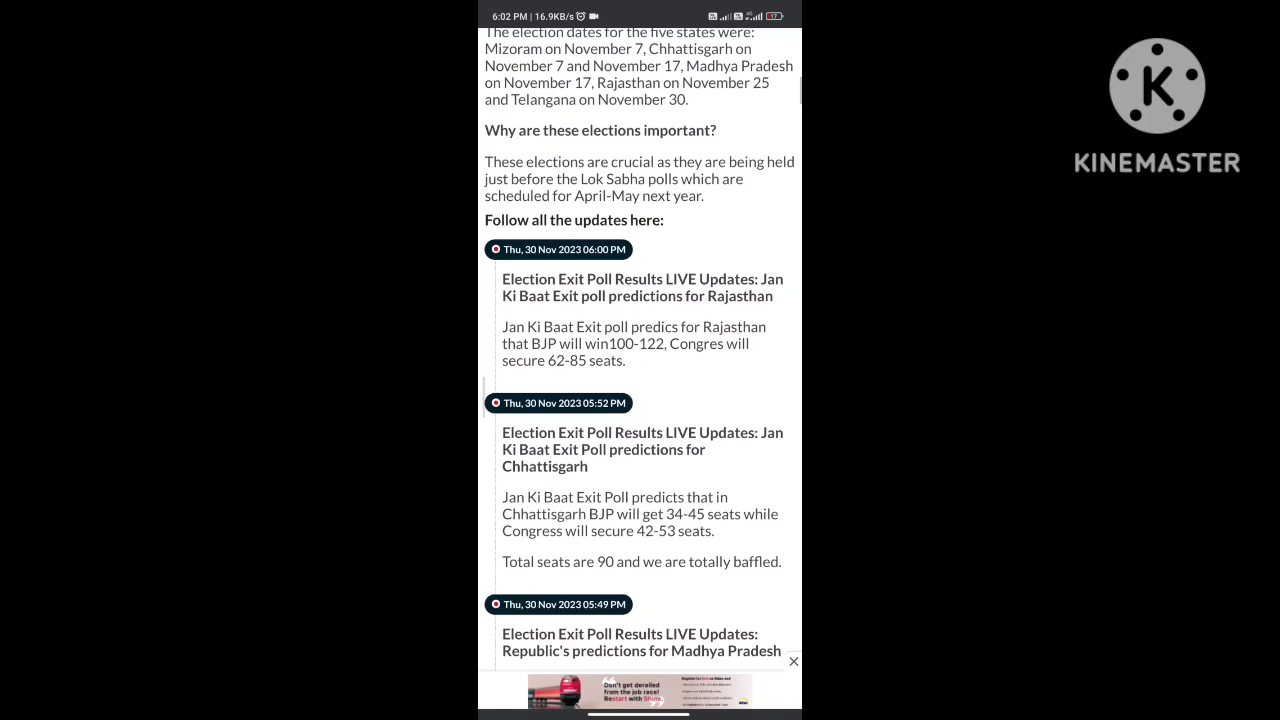 6:02 PM | 16.9KB/s
17
The election dates for the five states were:
Mizoram on November 7, Chhattisgarh on
November 7 and November 17, Madhya Pradesh
on November 17, Rajasthan on November 25
and Telangana on November 30.
Why are these elections important?
These elections are crucial as they are being held
just before the Lok Sabha polls which are
scheduled for April-May next year.
Follow all the updates here:
Thu, 30 Nov 2023 06:00 PM
Election Exit Poll Results LIVE Updates: Jan
Ki Baat Exit poll predictions for Rajasthan
Jan Ki Baat Exit poll predics for Rajasthan
that BJP will win100-122, Congres will
secure 62-85 seats.
Thu, 30 Nov 2023 05:52 PM
Election Exit Poll Results LIVE Updates: Jan
Ki Baat Exit Poll predictions for
Chhattisgarh
Jan Ki Baat Exit Poll predicts that in
Chhattisgarh BJP will get 34-45 seats while
Congress will secure 42-53 seats.
Total seats are 90 and we are totally baffled.
Thu, 30 Nov 2023 05:49 PM
Election Exit Poll Results LIVE Updates:
Republic's predictions for Madhya Pradesh
Don't get derailed
from the job race!
Restart with Shine.
K
KINEMASTER